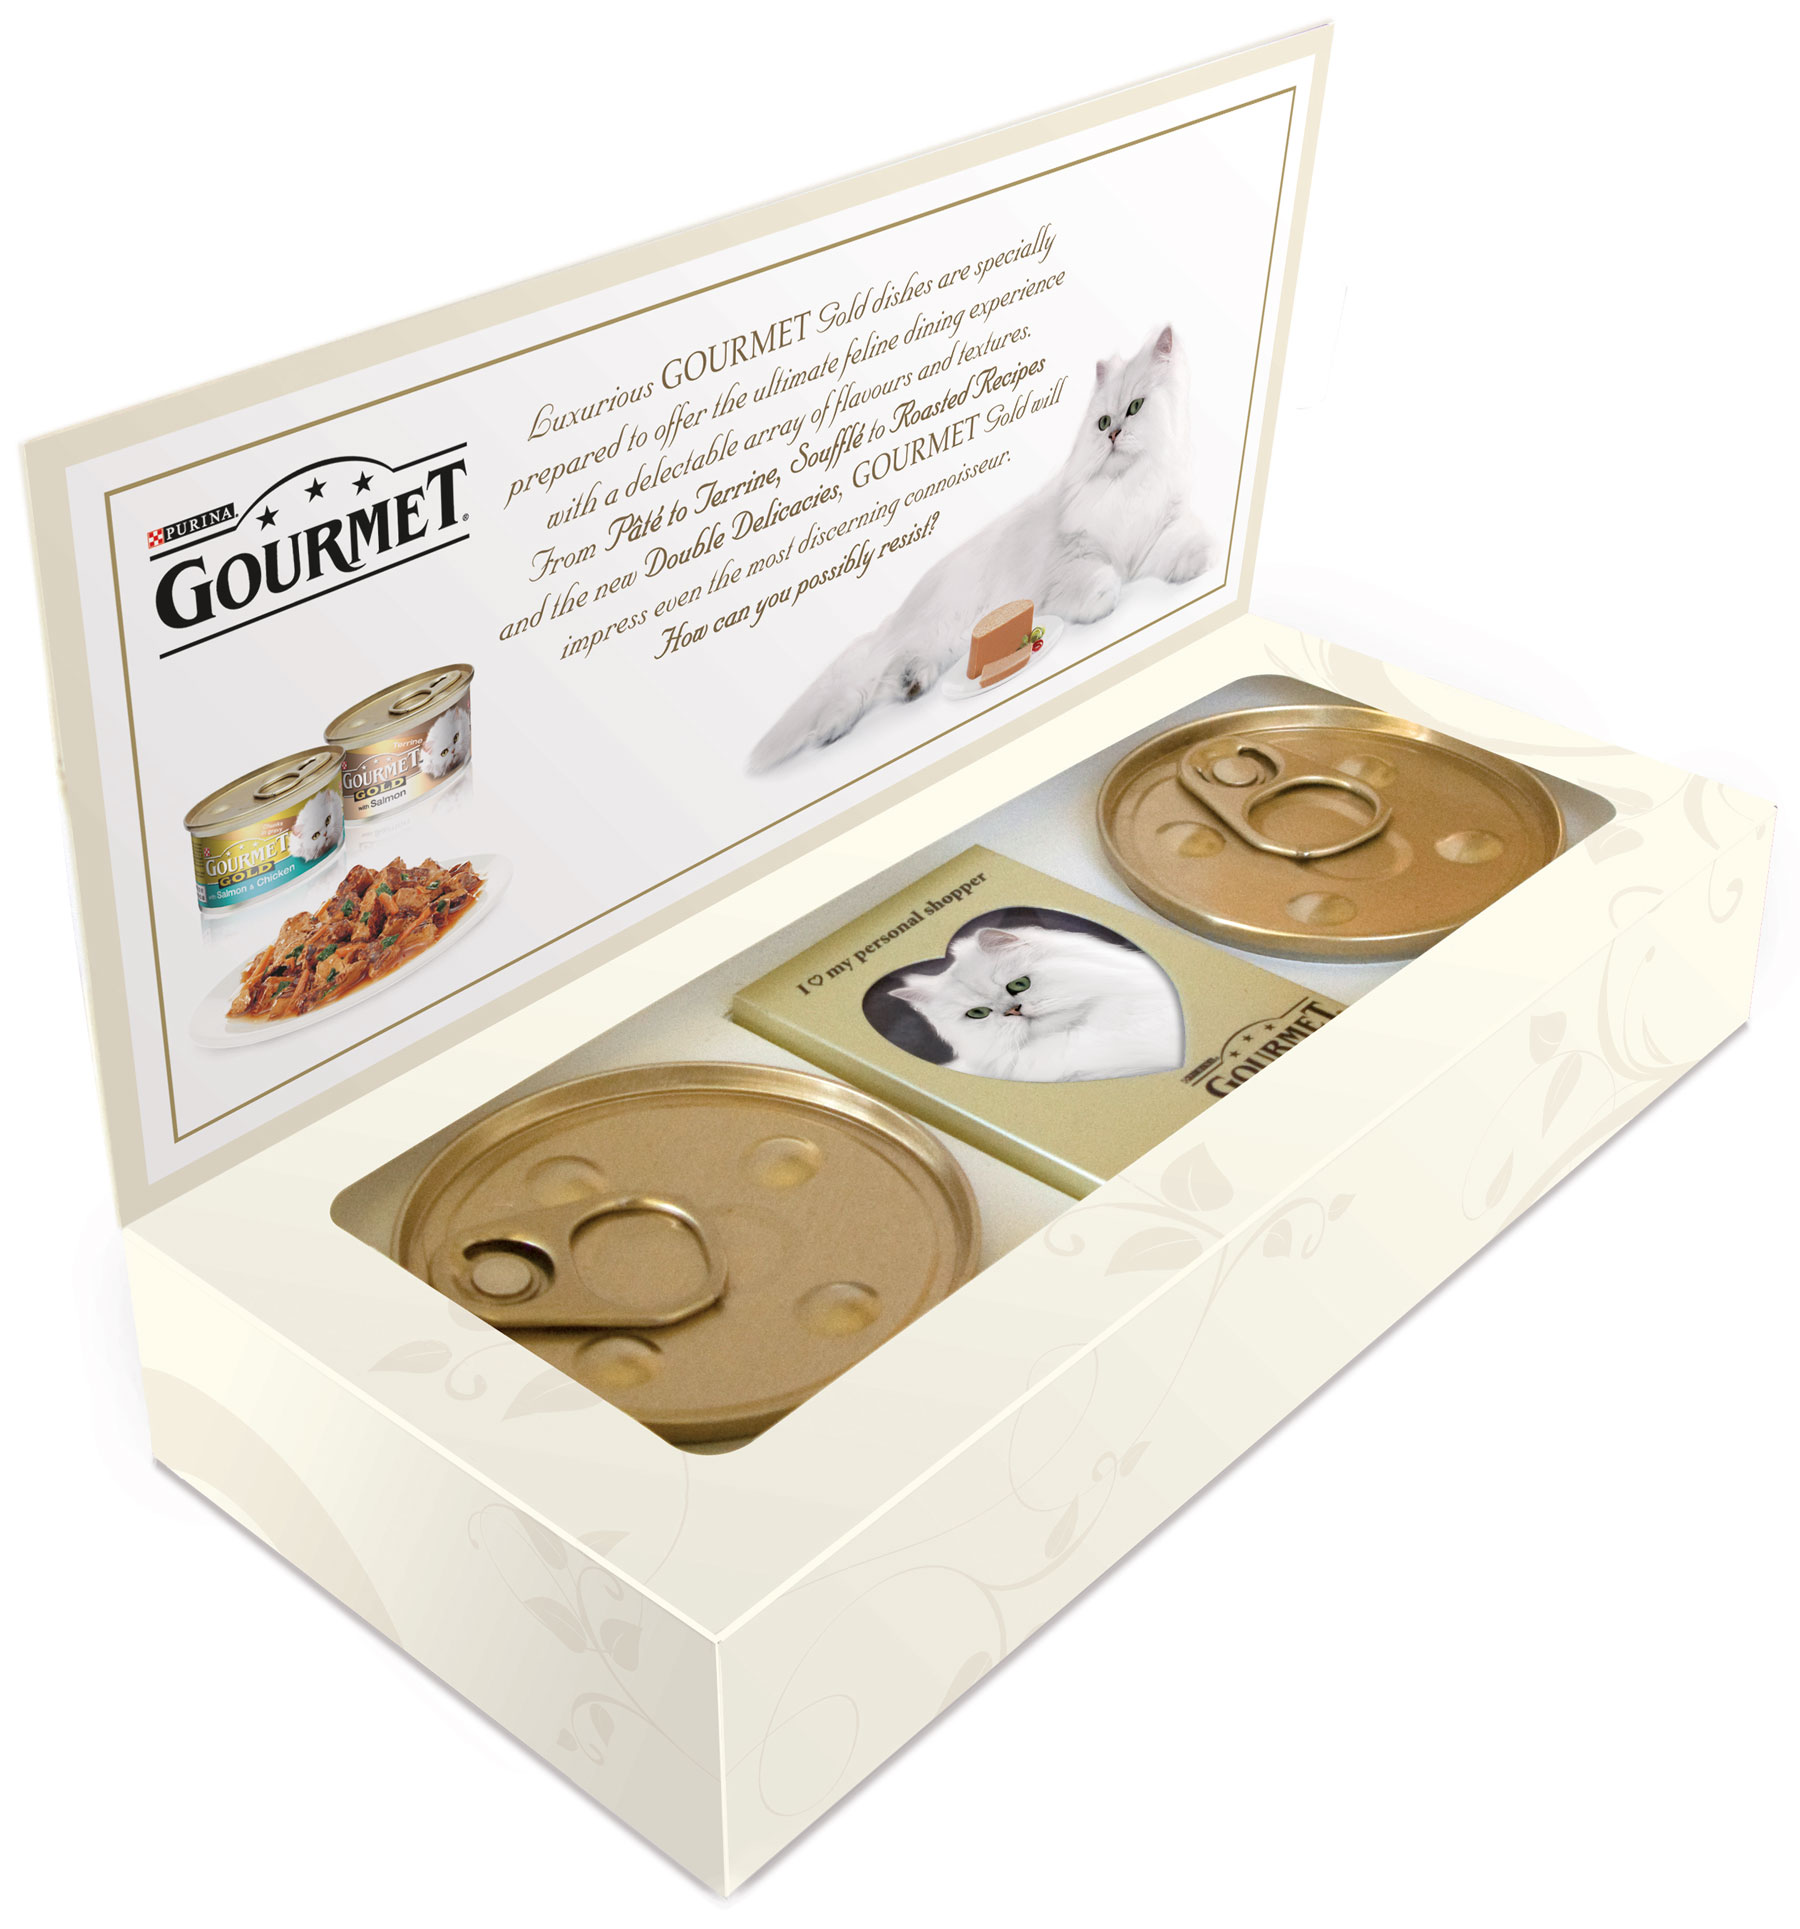 PURINA
GOURMET
Luxurious GOURMET Gold dishes are specially
prepared to offer the ultimate feline dining experience
with a delectable array of flavours and textures.
From Pâté to Terrine, Soufflé to Roasted Recipes
and the new Double Delicacies, GOURMET Gold will
impress even the most discerning connoisseur.
How can you possibly resist?
Terrine
GOURMET
GOLD
with Salmon
GOURMET
GOLD
with Salmon & Chicken
I ♡ my personal shopper
GOURMET